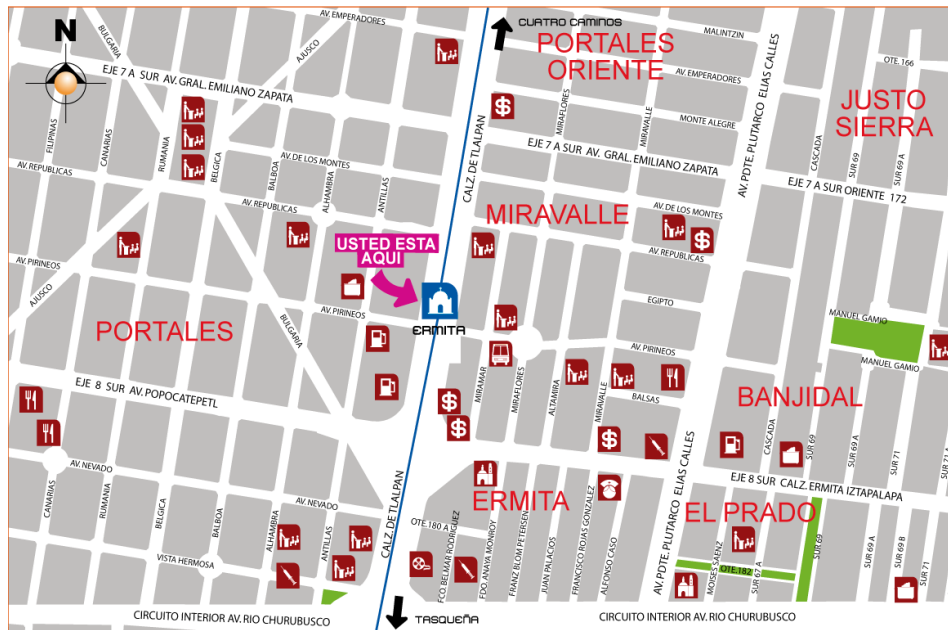 N
CUATRO CAMINOS
AV. EMPERADORES
BULGARIA
AJUSCO
MALINTZIN
PORTALES
ORIENTE
OTE. 166
EJE 7 A SUR AV. GRAL. EMILIANO ZAPATA
AV. EMPERADORES
JUSTO
SIERRA
MIRAFLORES
MIRAVALLE
MONTE ALEGRE
AV. PDTE. PLUTARCO ELIAS CALLES
FILIPINAS
CANARIAS
RUMANIA
BELGICA
BALBOA
AV. DE LOS MONTES
ALHAMBRA
ANTILLAS
CALZ. DE TLALPAN
EJE 7 A SUR AV. GRAL. EMILIANO ZAPATA
CASCADA
SUR 69
SUR 69 A
EJE 7 A SUR ORIENTE 172
AV. REPUBLICAS
AV. REPUBLICAS
MIRAVALLE
AV. DE LOS MONTES
AV. REPUBLICAS
USTED ESTA
AQUI
AV. PIRINEOS
AJUSCO
EGIPTO
ERMITA
AV. PIRINEOS
PORTALES
BULGARIA
MANUEL GAMIO
MANUEL GAMIO
AV. PIRINEOS
MIRAMAR
MIRAFLORES
ALTAMIRA
MIRAVALLE
BALSAS
BANJIDAL
EJE 8 SUR AV. POPOCATEPETL
CASCADA
SUR 69
SUR 69 A
SUR 71
SUR 71 A
AV. NEVADO
CANARIAS
RUMANIA
BELGICA
BALBOA
ALHAMBRA
AV. NEVADO
ANTILLAS
VISTA HERMOSA
CALZ. DE TLALPAN
ERMITA
EJE 8 SUR CALZ. ERMITA IZTAPALAPA
EL PRADO
OTE. 180 A
FCO. BELMAR RODRIGUEZ
FDO. ANAYA MONROY
FRANZ BLOM PETERSEN
JUAN PALACIOS
FRANCISCO ROJAS GONZALEZ
ALFONSO CASO
AV. PDTE. PLUTARCO ELIAS CALLES
MOISES SAENZ
OTE.182
SUR 67 A
SUR 69
SUR 69 A
SUR 69 B
SUR 71
CIRCUITO INTERIOR AV. RIO CHURUBUSCO
TASQUEÑA
CIRCUITO INTERIOR AV. RIO CHURUBUSCO